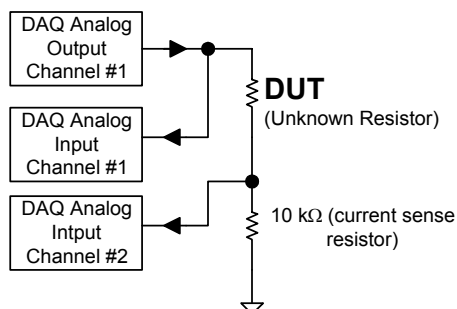 DAQ Analog
Output
Channel #1
DUT
(Unknown Resistor)
DAQ Analog
Input
Channel #1
DAQ Analog
Intput
Channel #2
10 kΩ (current sense
resistor)